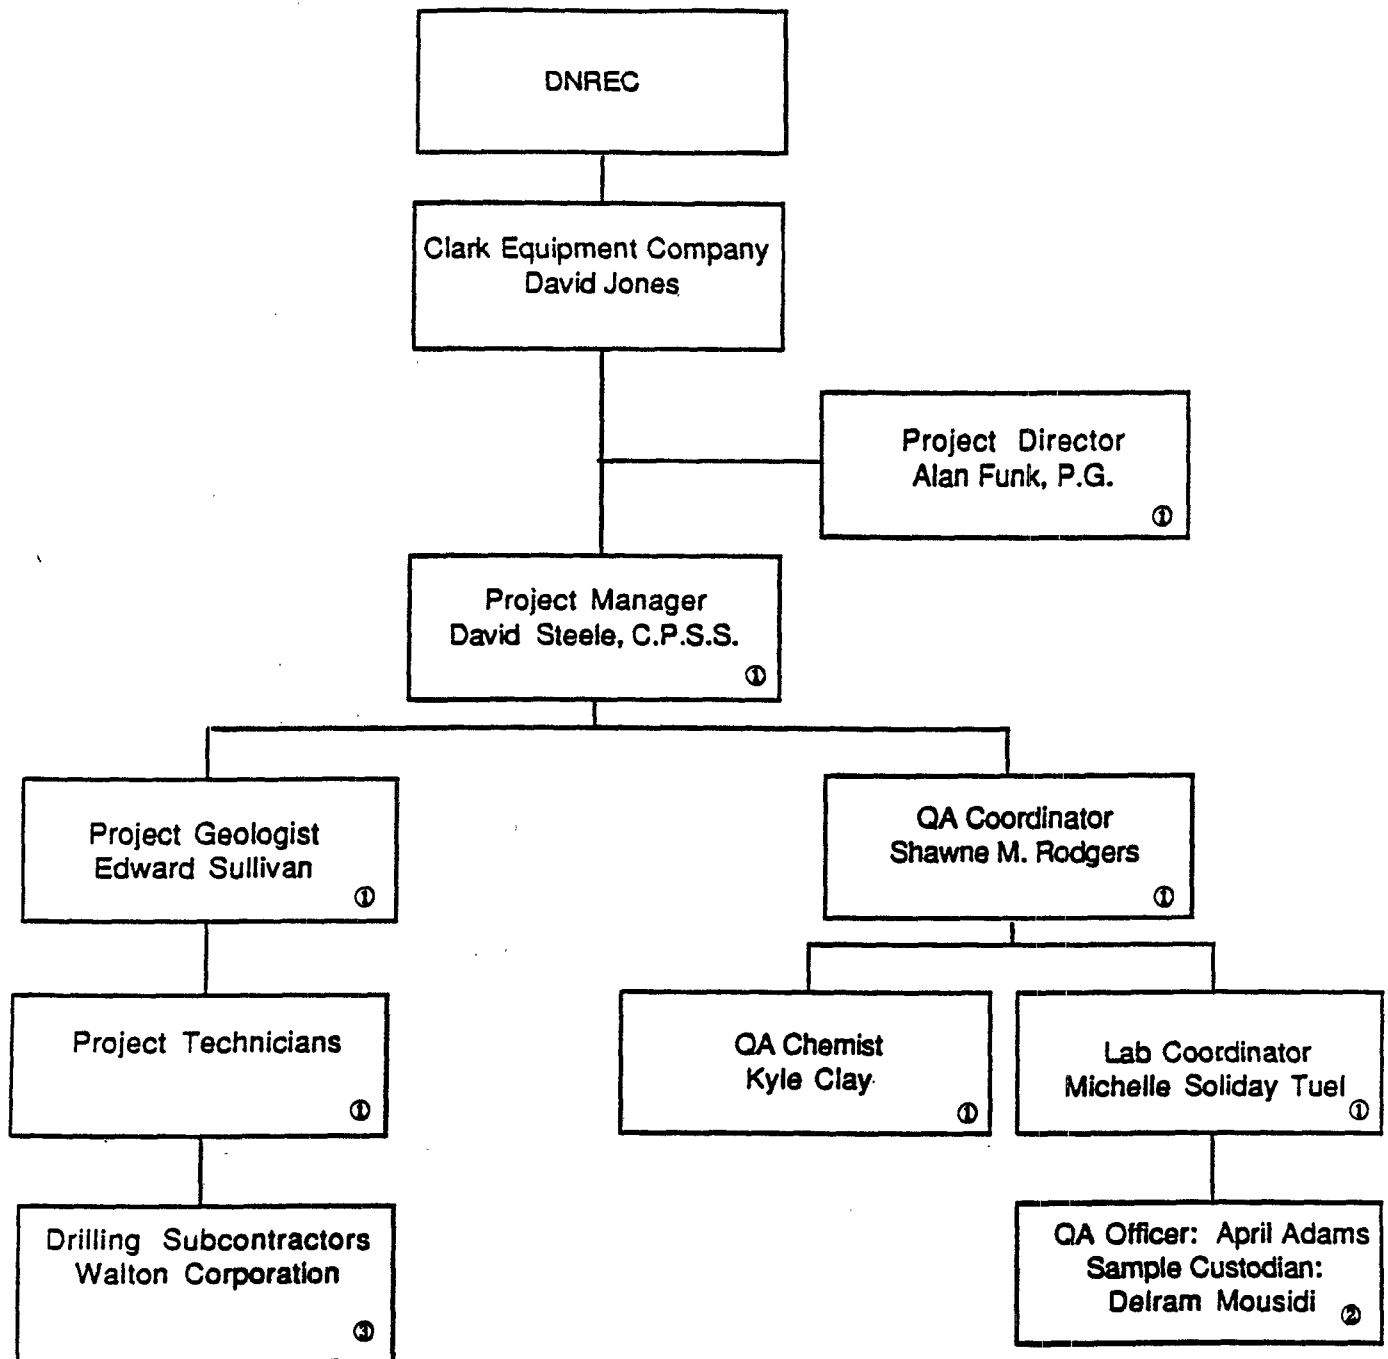 DNREC
Clark Equipment Company
David Jones
Project Director
Alan Funk, P.G.
①
Project Manager
David Steele, C.P.S.S.
①
Project Geologist
Edward Sullivan
①
QA Coordinator
Shawne M. Rodgers
①
Project Technicians
①
QA Chemist
Kyle Clay
①
Lab Coordinator
Michelle Soliday Tuel
①
Drilling Subcontractors
Walton Corporation
③
QA Officer: April Adams
Sample Custodian:
Delram Mousidi
②